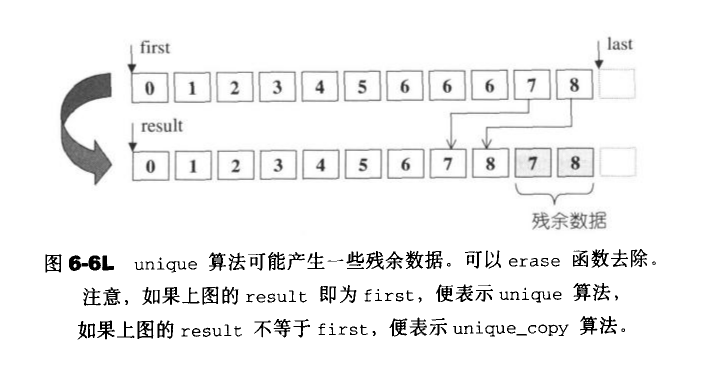 first
last
0 1 2 3 4 5 6 6 6 7 8
result
0 1 2 3 4 5 6 7 8 7 8
残余数据
图 6-6L unique 算法可能产生一些残余数据。可以 erase 函数去除。
注意，如果上图的 result 即为 first，便表示 unique 算法，
如果上图的 result 不等于 first，便表示 unique_copy 算法。